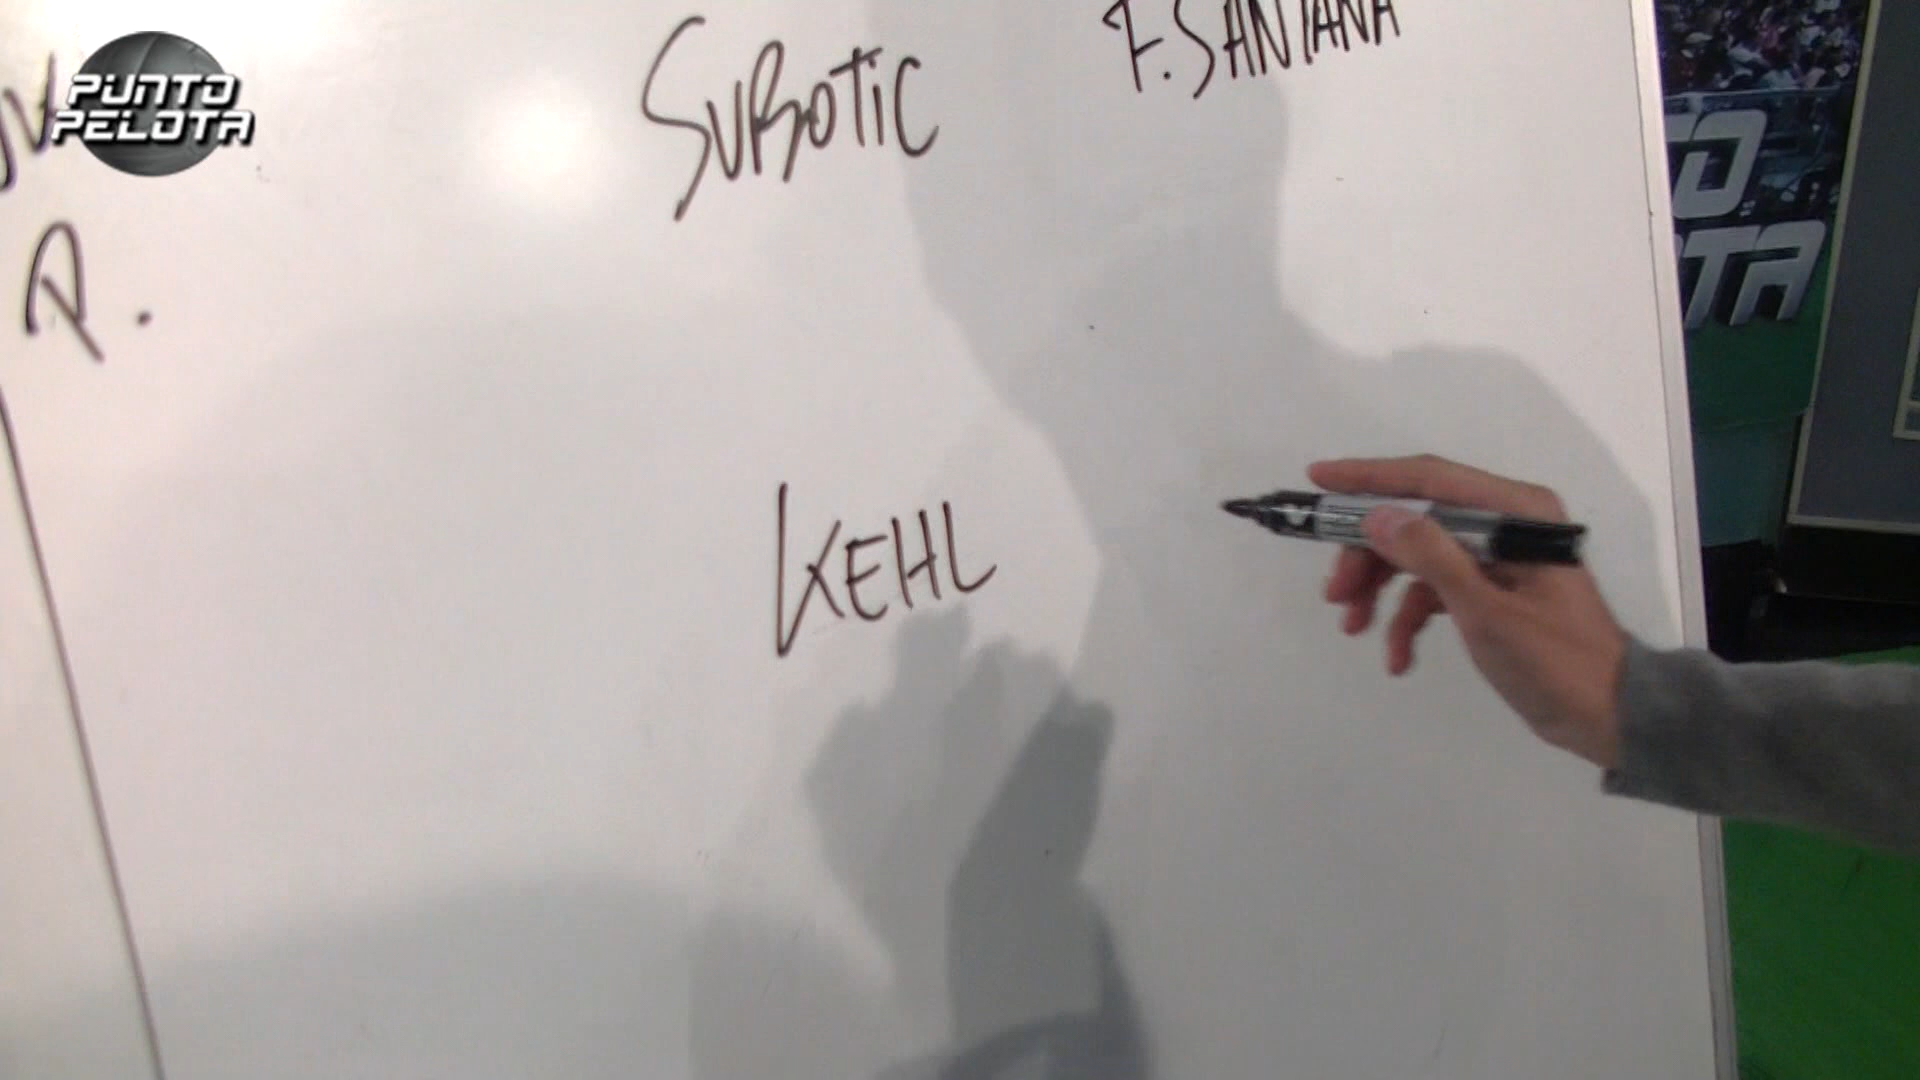 PUNTO
PELOTA
SUBOTIC
F. SANTANA
P.
KEHL